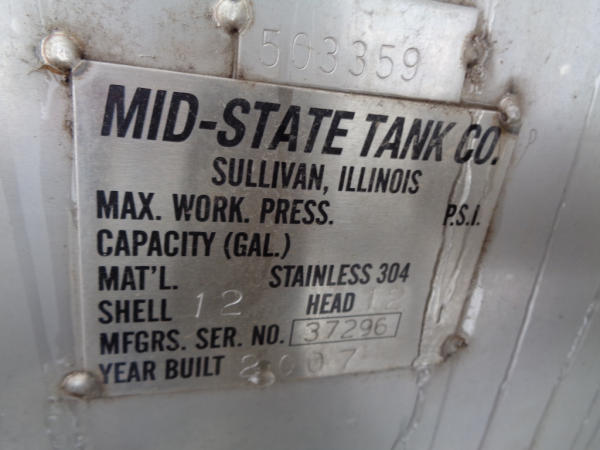 503359
MID-STATE TANK CO.
SULLIVAN, ILLINOIS
MAX. WORK. PRESS. P.S.I.
CAPACITY (GAL.)
MAT'L. STAINLESS 304
SHELL 12 HEAD 12
MFGRS. SER. NO. 37296
YEAR BUILT 2007